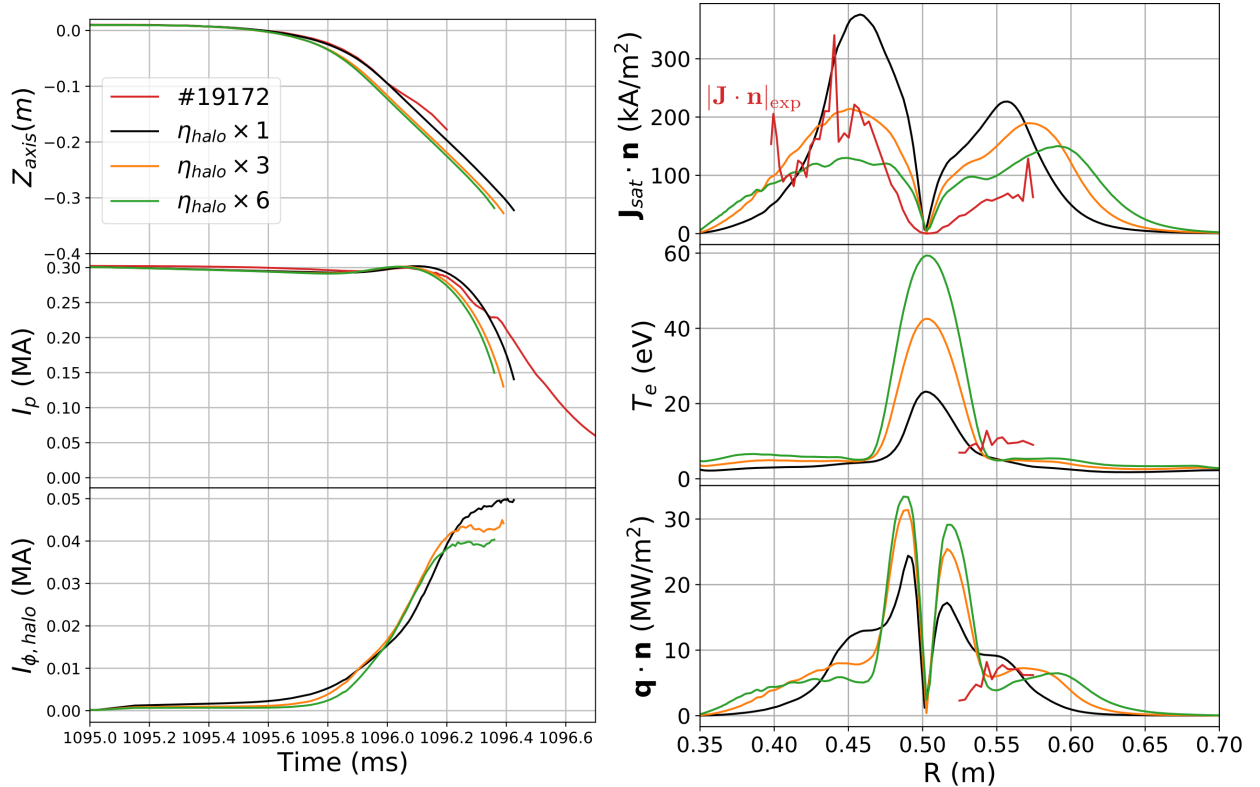 Z_axis(m)
0.0
−0.1
−0.2
−0.3
−0.4
#19172
η_halo × 1
η_halo × 3
η_halo × 6
I_p (MA)
0.30
0.25
0.20
0.15
0.10
0.05
0.00
I_ϕ, halo (MA)
0.05
0.04
0.03
0.02
0.01
0.00
1095.0 1095.2 1095.4 1095.6 1095.8 1096.0 1096.2 1096.4 1096.6
Time (ms)
J_sat · n (kA/m²)
300
200
100
0
|J · n|_exp
T_e (eV)
60
40
20
0
q · n (MW/m²)
30
20
10
0
0.35 0.40 0.45 0.50 0.55 0.60 0.65 0.70
R (m)